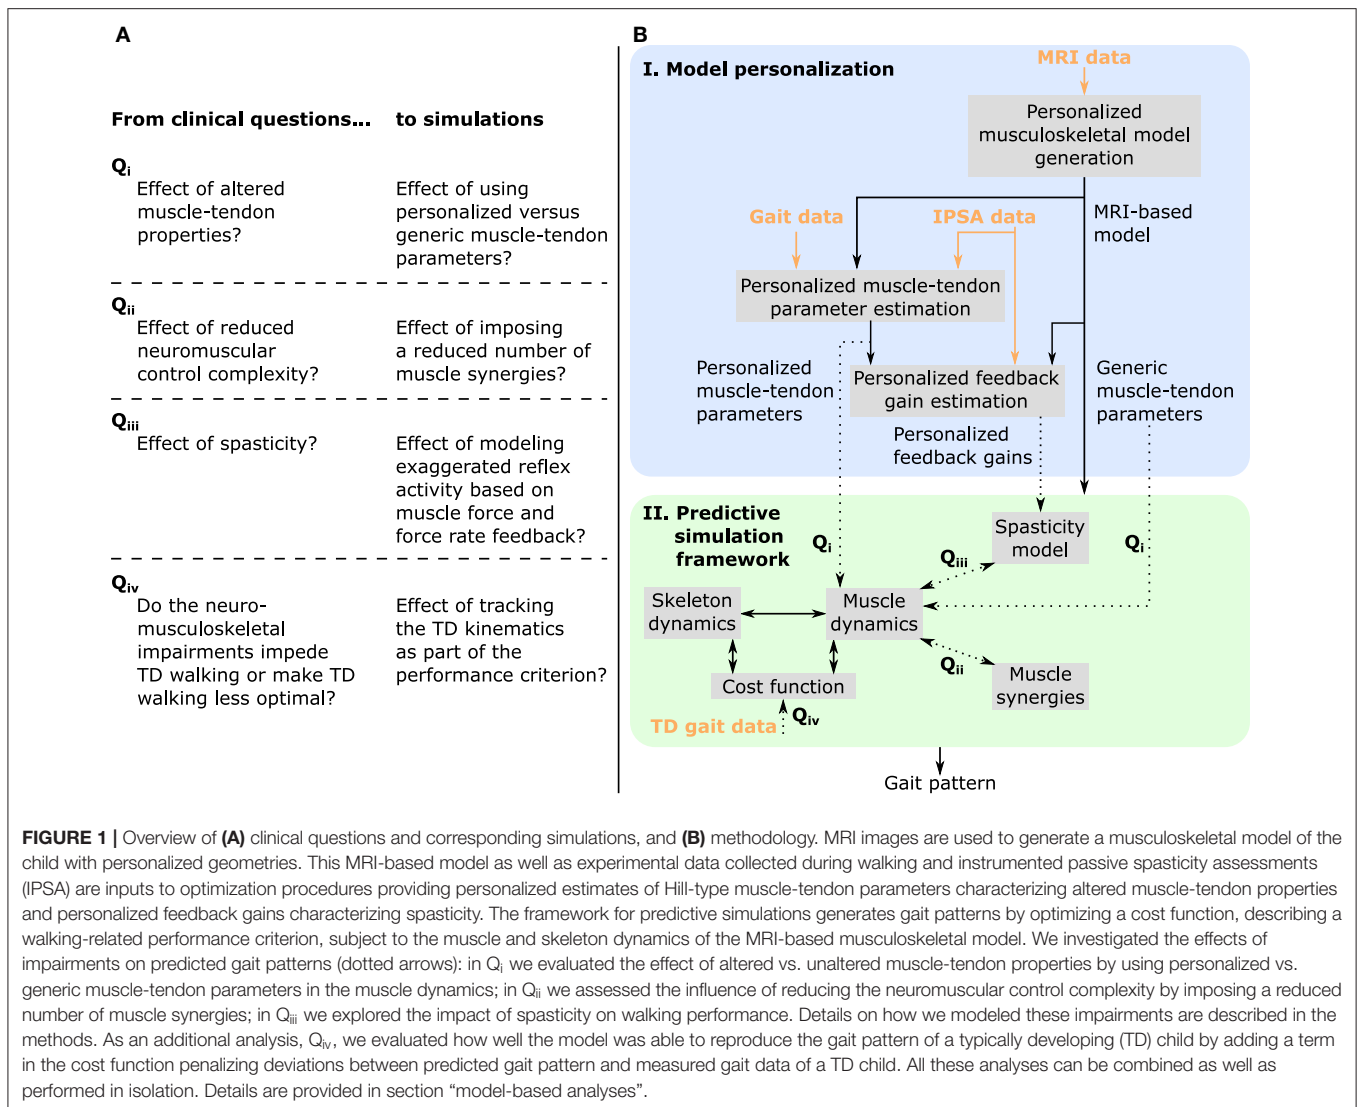 A
From clinical questions...
to simulations
Qi
Effect of altered
muscle-tendon
properties?
Effect of using
personalized versus
generic muscle-tendon
parameters?
Qii
Effect of reduced
neuromuscular
control complexity?
Effect of imposing
a reduced number of
muscle synergies?
Qiii
Effect of spasticity?
Effect of modeling
exaggerated reflex
activity based on
muscle force and
force rate feedback?
Qiv
Do the neuro-
musculoskeletal
impairments impede
TD walking or make TD
walking less optimal?
Effect of tracking
the TD kinematics
as part of the
performance criterion?
B
I. Model personalization
MRI data
Personalized
musculoskeletal model
generation
MRI-based
model
Gait data
IPSA data
Personalized muscle-tendon
parameter estimation
Personalized
muscle-tendon
parameters
Personalized feedback
gain estimation
Generic
muscle-tendon
parameters
Personalized
feedback gains
II. Predictive
simulation
framework
Qi
Spasticity
model
Qi
Qiii
Skeleton
dynamics
Muscle
dynamics
Qii
Muscle
synergies
Cost function
Qiv
TD gait data
Gait pattern
FIGURE 1 | Overview of (A) clinical questions and corresponding simulations, and (B) methodology. MRI images are used to generate a musculoskeletal model of the
child with personalized geometries. This MRI-based model as well as experimental data collected during walking and instrumented passive spasticity assessments
(IPSA) are inputs to optimization procedures providing personalized estimates of Hill-type muscle-tendon parameters characterizing altered muscle-tendon properties
and personalized feedback gains characterizing spasticity. The framework for predictive simulations generates gait patterns by optimizing a cost function, describing a
walking-related performance criterion, subject to the muscle and skeleton dynamics of the MRI-based musculoskeletal model. We investigated the effects of
impairments on predicted gait patterns (dotted arrows): in Qi we evaluated the effect of altered vs. unaltered muscle-tendon properties by using personalized vs.
generic muscle-tendon parameters in the muscle dynamics; in Qii we assessed the influence of reducing the neuromuscular control complexity by imposing a reduced
number of muscle synergies; in Qiii we explored the impact of spasticity on walking performance. Details on how we modeled these impairments are described in the
methods. As an additional analysis, Qiv, we evaluated how well the model was able to reproduce the gait pattern of a typically developing (TD) child by adding a term
in the cost function penalizing deviations between predicted gait pattern and measured gait data of a TD child. All these analyses can be combined as well as
performed in isolation. Details are provided in section “model-based analyses”.